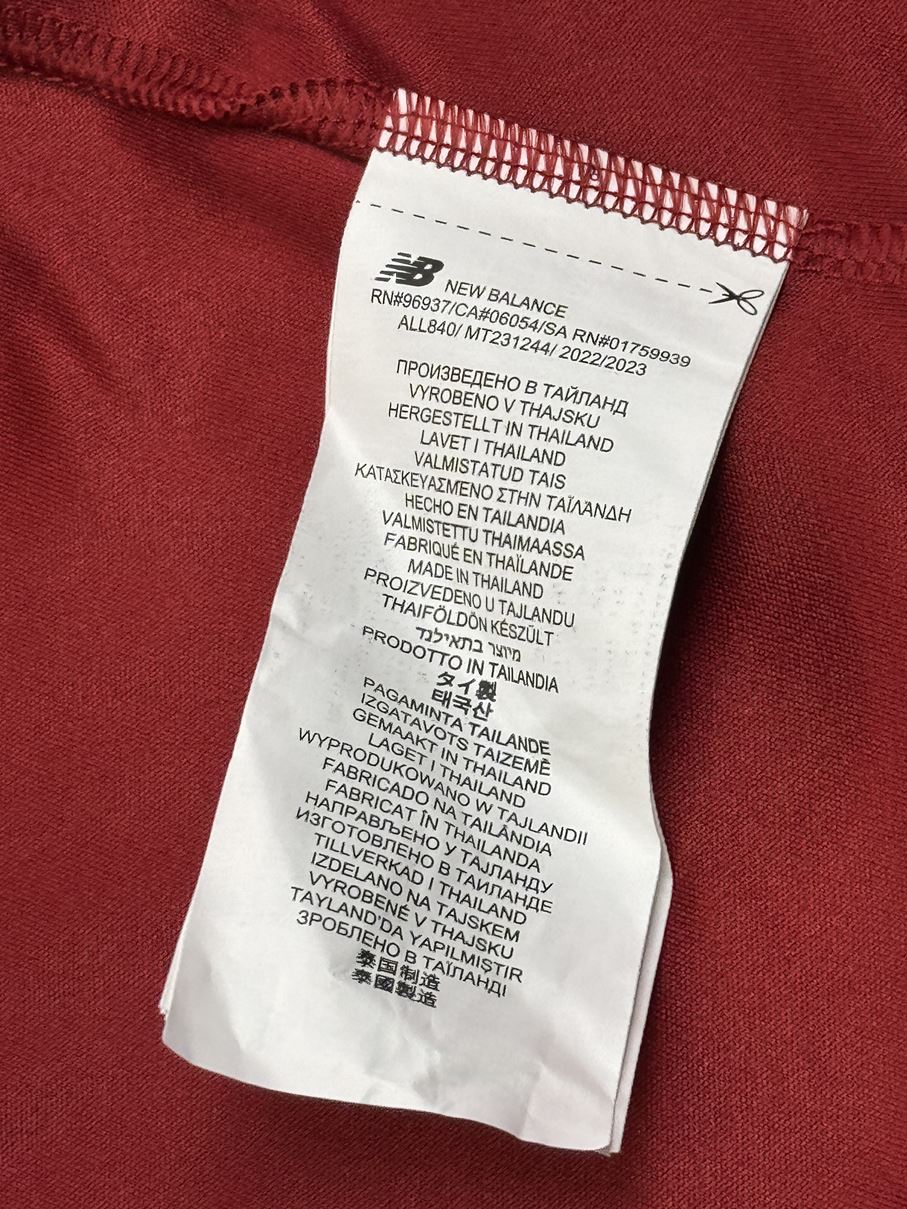 NB NEW BALANCE
RN#96937/CA#06054/SA RN#01759939
ALL840/ MT231244/ 2022/2023
ПРОИЗВЕДЕНО В ТАЙЛАНД
VYROBENO V THAJSKU
HERGESTELLT IN THAILAND
LAVET I THAILAND
VALMISTATUD TAIS
ΚΑΤΑΣΚΕΥΑΣΜΕΝΟ ΣΤΗΝ ΤΑΪΛΆΝΔΗ
HECHO EN TAILANDIA
VALMISTETTU THAIMAASSA
FABRIQUÉ EN THAÏLANDE
MADE IN THAILAND
PROIZVEDENO U TAJLANDU
THAIFÖLDÖN KÉSZÜLT
מיוצר בתאילנד
PRODOTTO IN TAILANDIA
タイ製
태국산
PAGAMINTA TAILANDE
IZGATAVOTS TAIZEMĒ
GEMAAKT IN THAILAND
LAGET I THAILAND
WYPRODUKOWANO W TAJLANDII
FABRICADO NA TAILÂNDIA
FABRICAT ÎN THAILANDA
НАПРАВЉЕНО У ТАЈЛАНДУ
ИЗГОТОВЛЕНО В ТАИЛАНДЕ
TILLVERKAD I THAILAND
IZDELANO NA TAJSKEM
VYROBENÉ V THAJSKU
TAYLAND'DA YAPILMIŞTIR
ЗРОБЛЕНО В ТАЇЛАНДІ
泰国制造
泰國製造